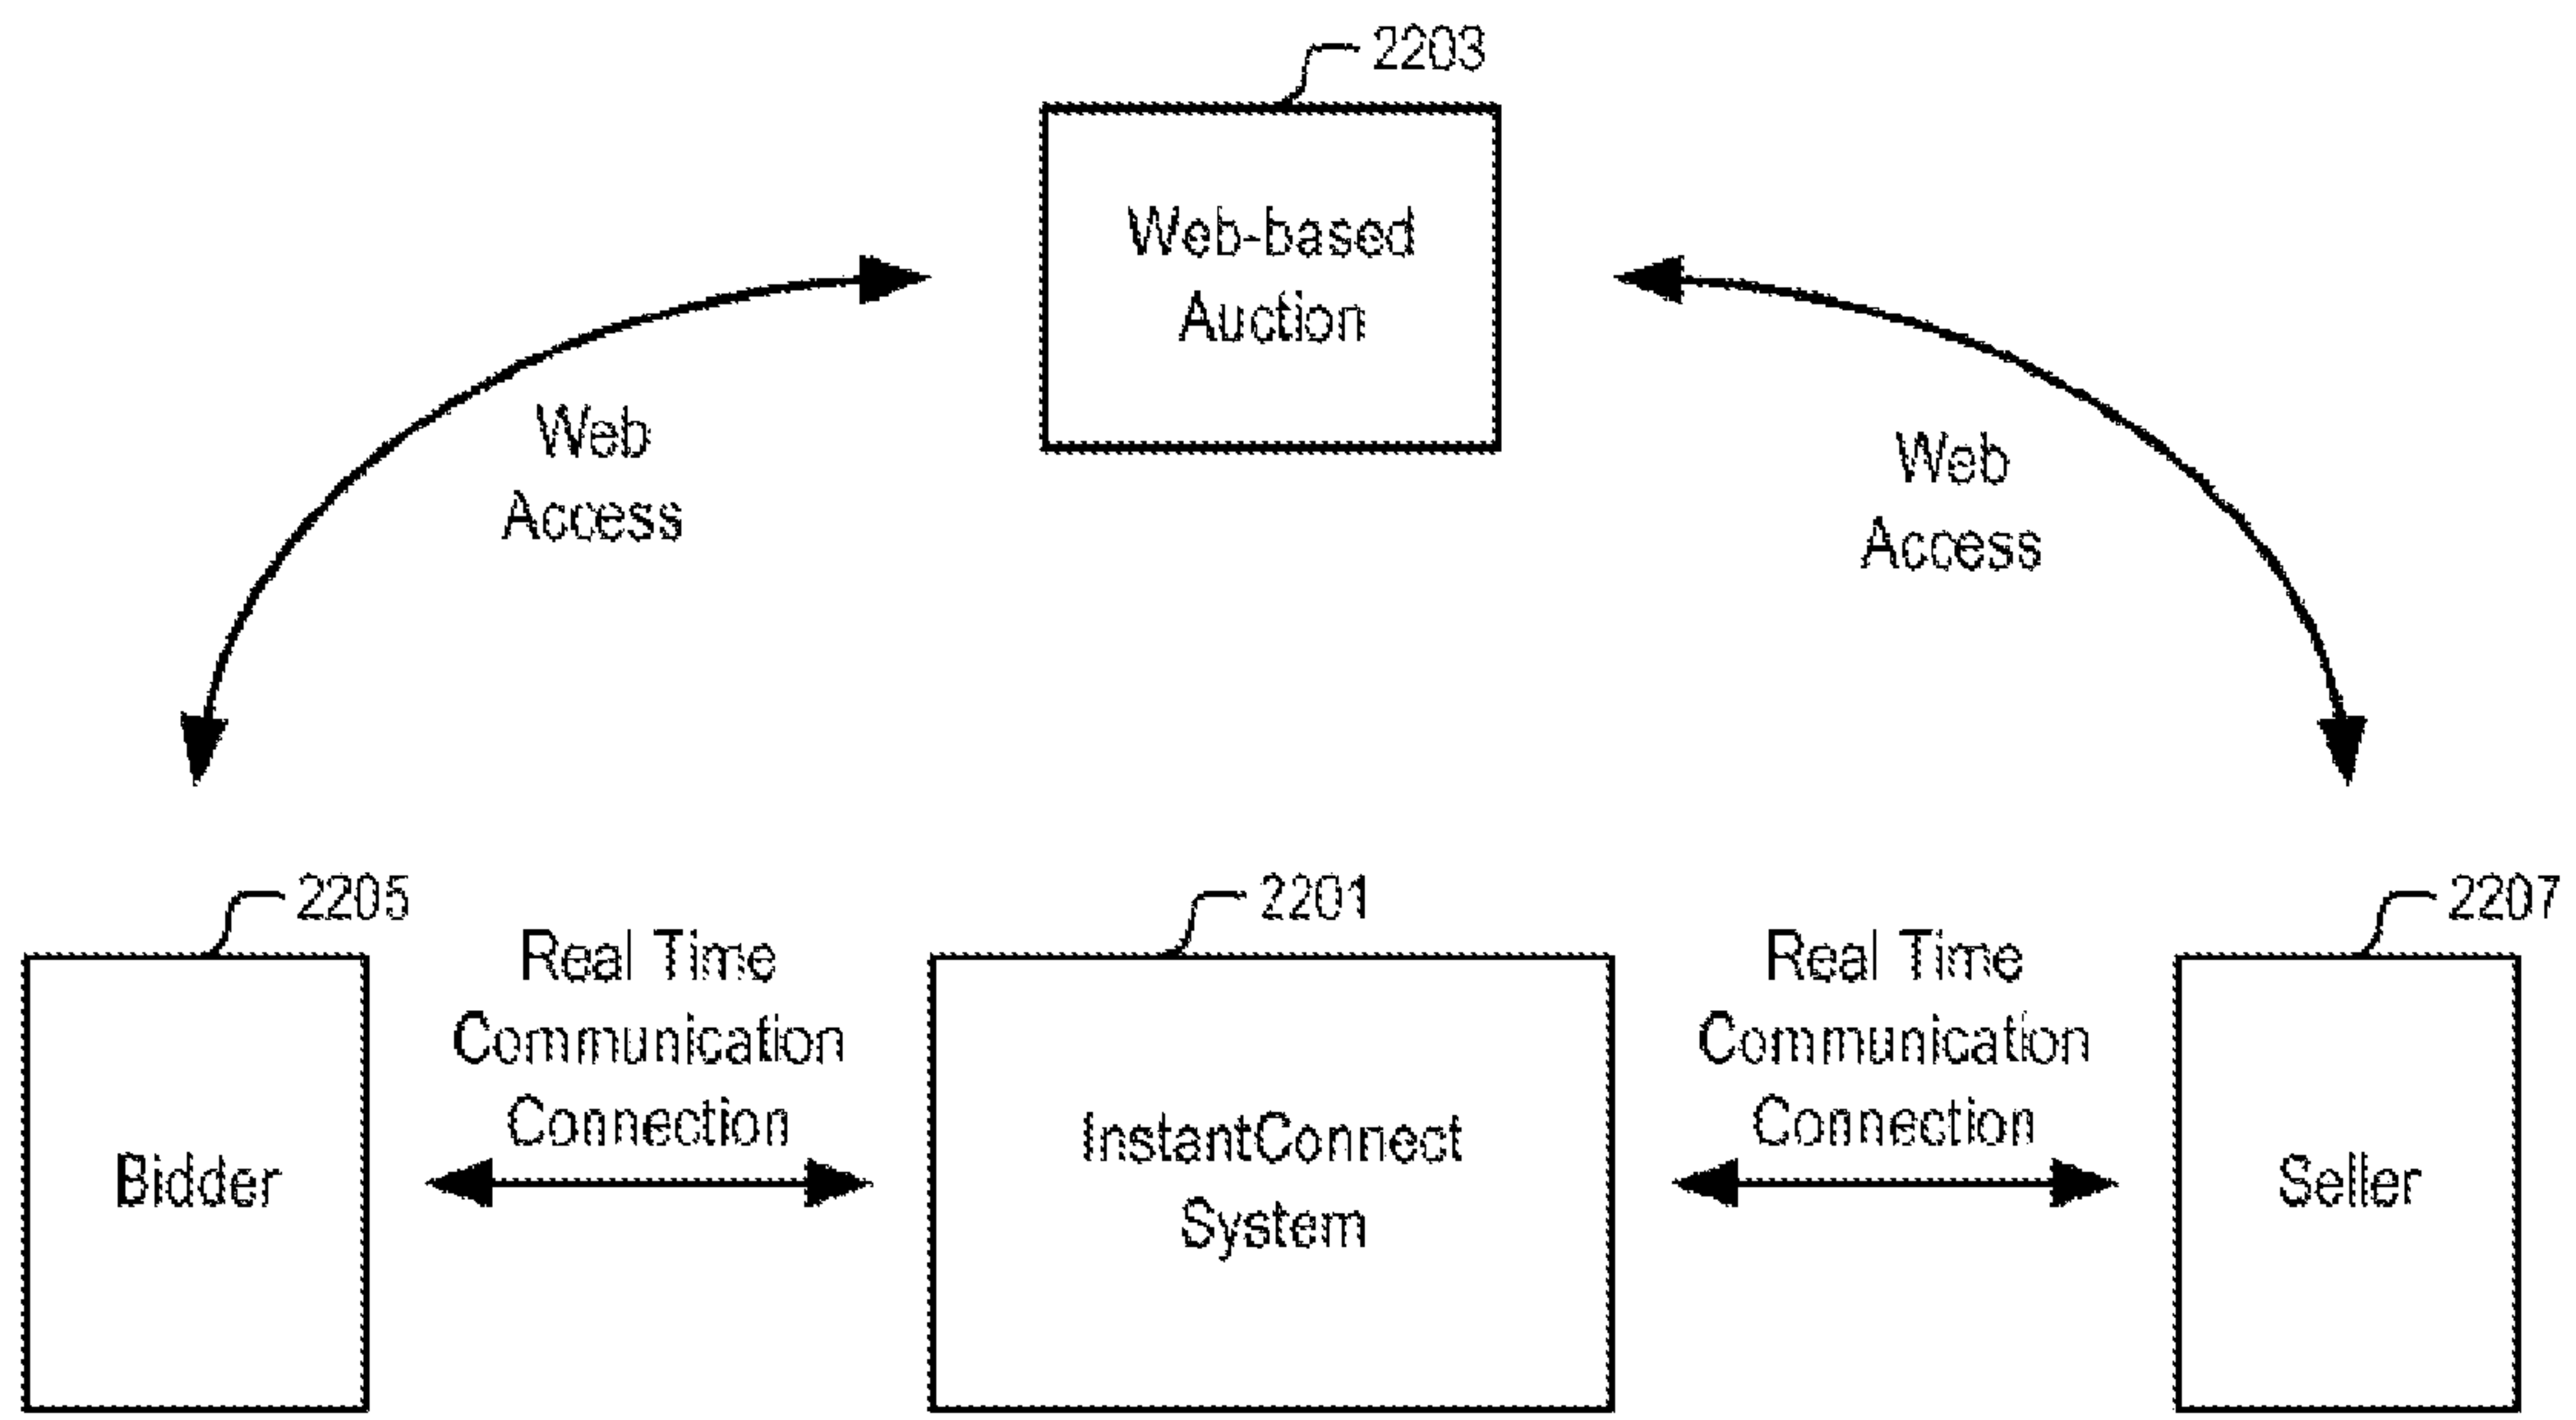 2203
Web-based
Auction
Web
Access
Web
Access
2205
2201
2207
Real Time
Communication
Connection
Real Time
Communication
Connection
Bidder
InstantConnect
System
Seller